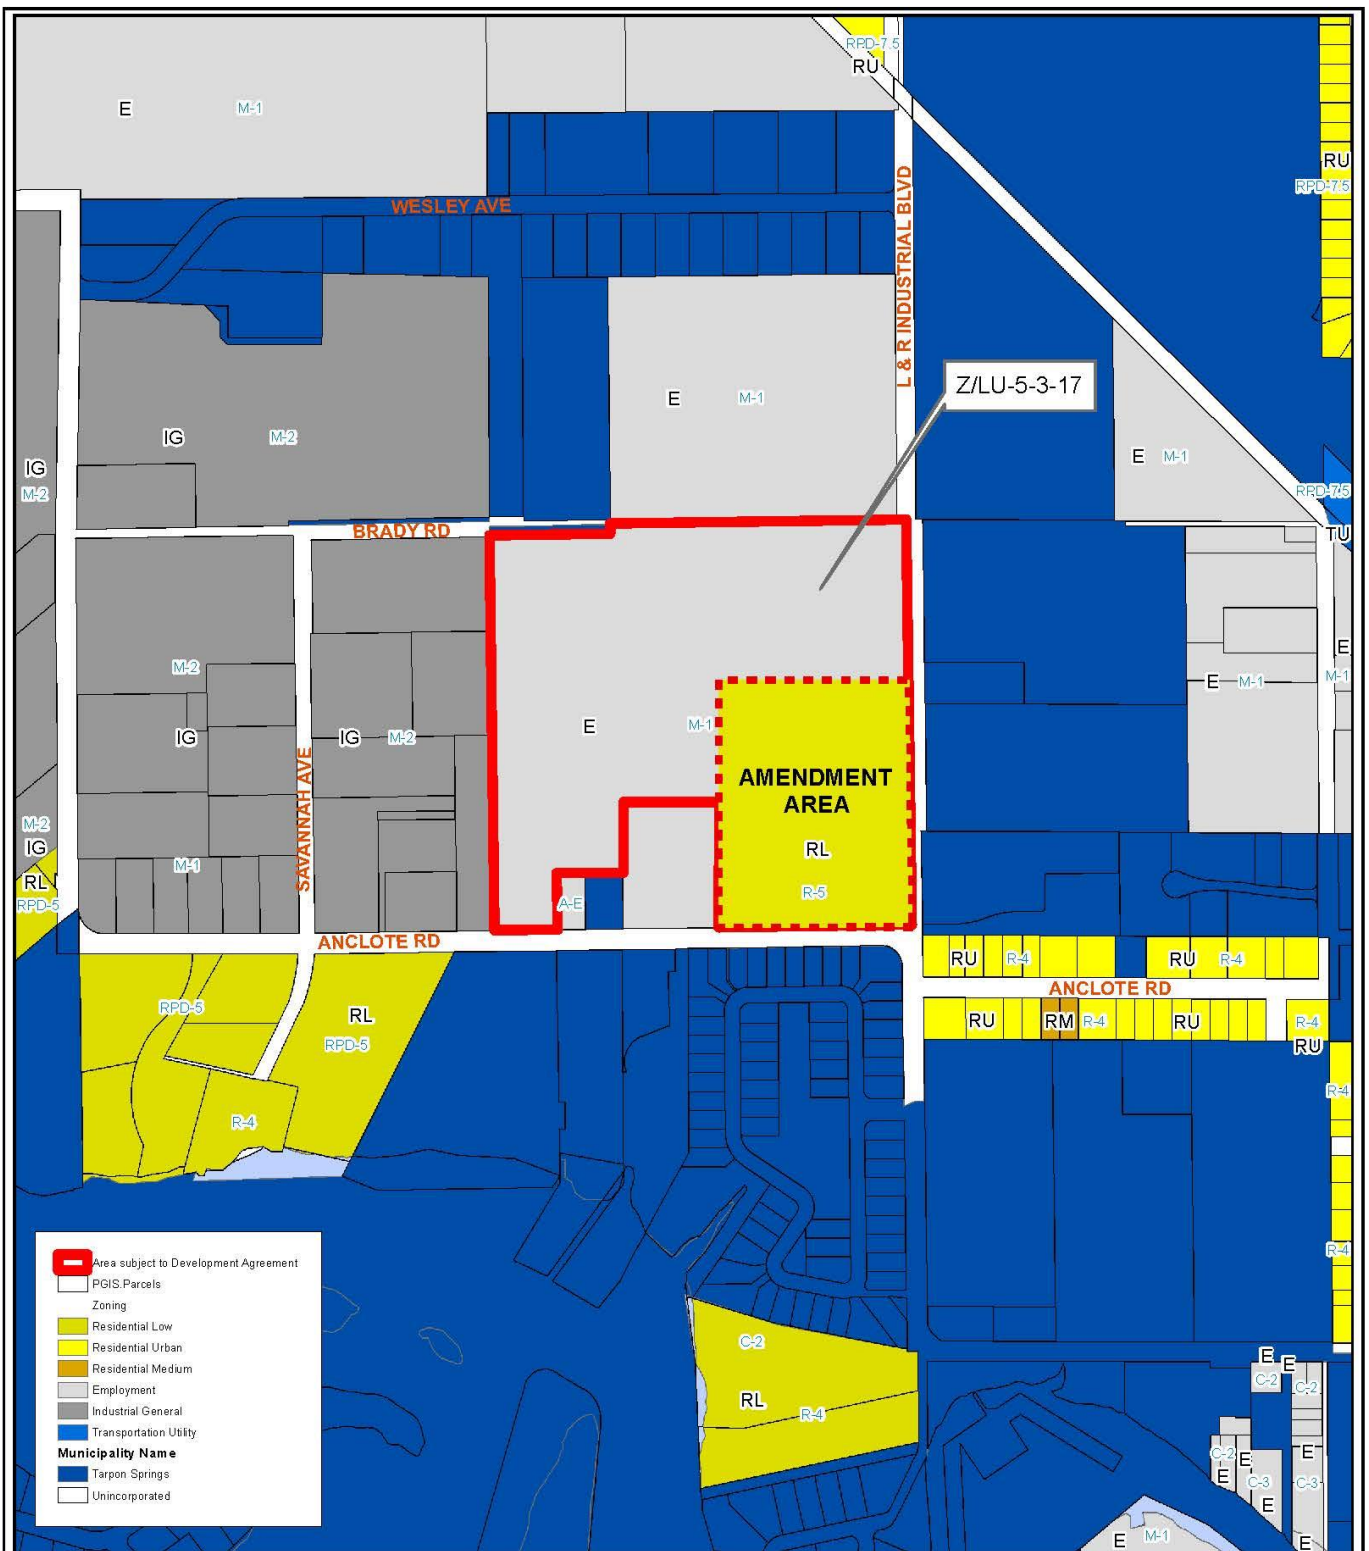 RPD-7.5
RU
E
M-1
RU
RPD-7.5
WESLEY AVE
L & R INDUSTRIAL BLVD
Z/LU-5-3-17
E
M-1
IG
M-2
IG
M-2
E
M-1
RPD-7.5
TU
BRADY RD
E
M-1
M-2
E
M-1
IG
IG
M-2
E
M-1
SAVANNAH AVE
AMENDMENT
AREA
RL
R-5
M-2
IG
M-1
RL
RPD-5
A-E
ANCLOTE RD
RU
R-4
RU
R-4
ANCLOTE RD
RPD-5
RL
RPD-5
RU
RM
R-4
RU
R-4
RU
R-4
R-4
R-4
C-2
RL
R-4
E
E
C-2
C-2
C-2
E
E
E
C-3
C-3
E
E
M-1
E
Area subject to Development Agreement
PGIS.Parcels
Zoning
Residential Low
Residential Urban
Residential Medium
Employment
Industrial General
Transportation Utility
Municipality Name
Tarpon Springs
Unincorporated